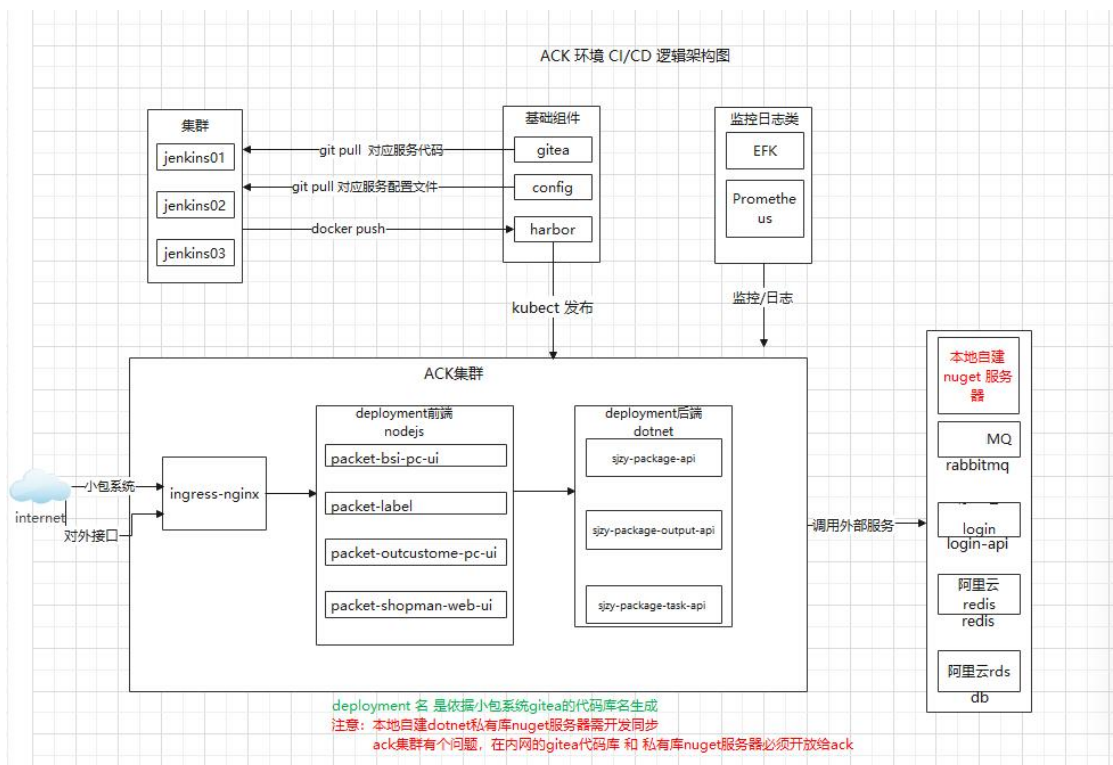 ACK 环境 CI/CD 逻辑架构图
集群
jenkins01
jenkins02
jenkins03
git pull 对应服务代码
git pull 对应服务配置文件
docker push
基础组件
gitea
config
harbor
监控日志类
EFK
Promethe
us
kubect 发布
监控/日志
ACK集群
internet
小包系统
对外接口
ingress-nginx
deployment前端
nodejs
packet-bsi-pc-ui
packet-label
packet-outcustome-pc-ui
packet-shopman-web-ui
deployment后端
dotnet
sjzy-package-api
sjzy-package-output-api
sjzy-package-task-api
调用外部服务
本地自建
nuget 服务
器
MQ
rabbitmq
login
login-api
阿里云
redis
redis
阿里云rds
db
deployment 名 是依据小包系统gitea的代码库名生成
注意：本地自建dotnet私有库nuget服务器需开发同步
ack集群有个问题，在内网的gitea代码库 和 私有库nuget服务器必须开放给ack